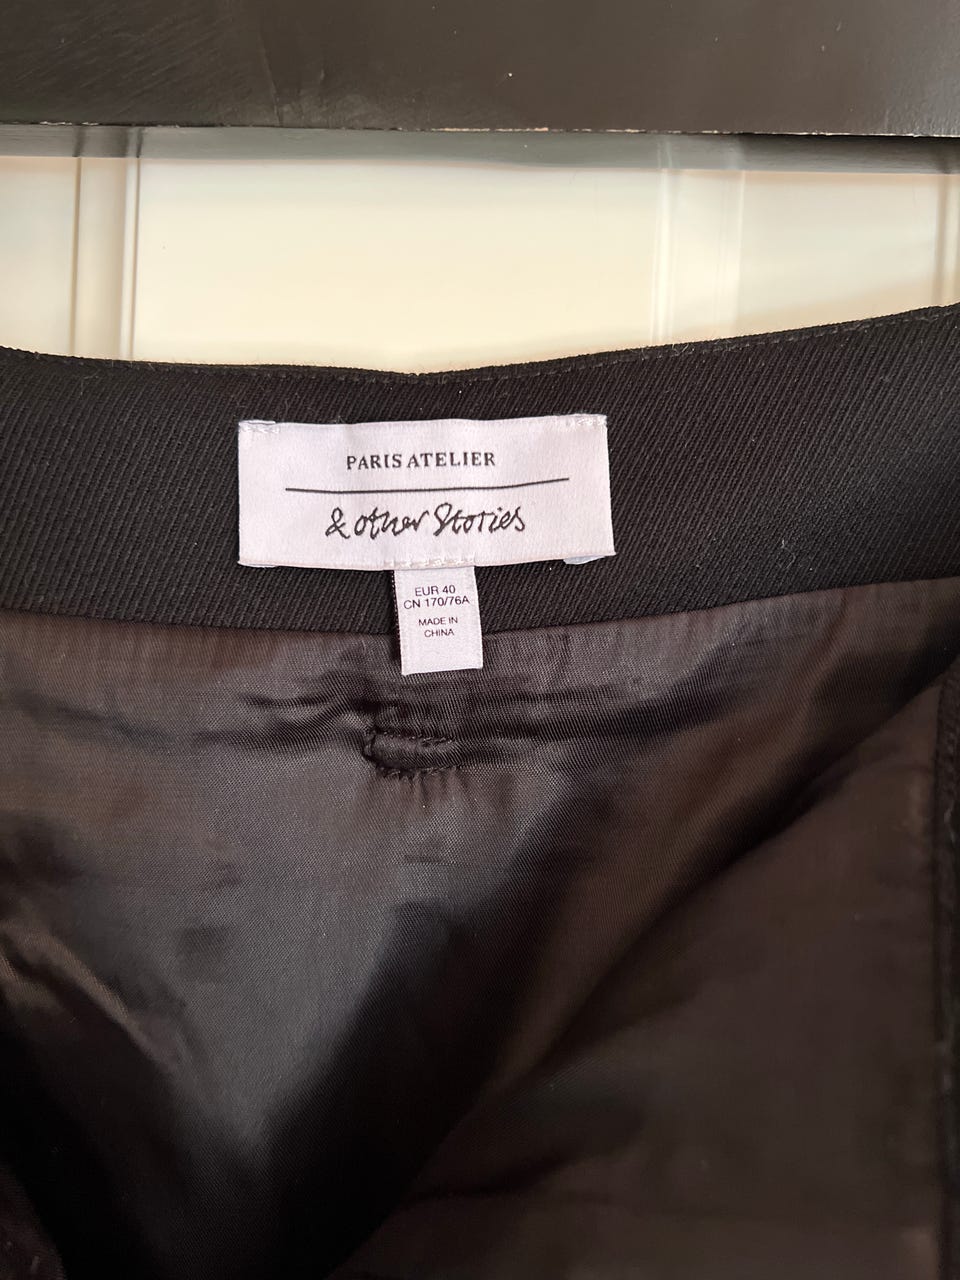 PARIS ATELIER
& other Stories
EUR 40
CN 170/76A
MADE IN
CHINA